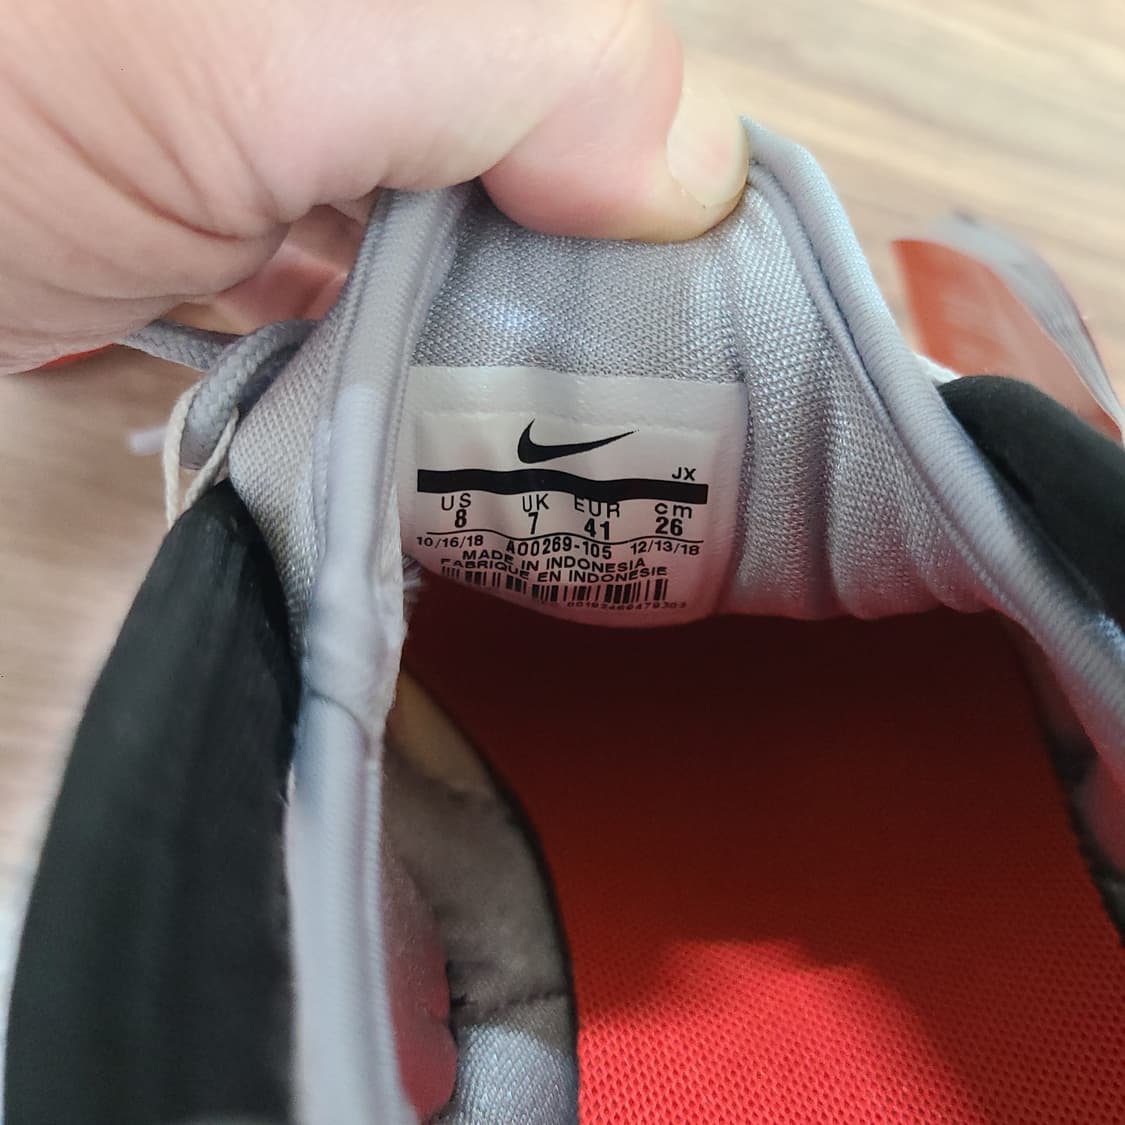 JX
US UK EUR cm
8 7 41 26
10/16/18 AO0269-105 12/13/18
MADE IN INDONESIA
FABRIQUE EN INDONESIE